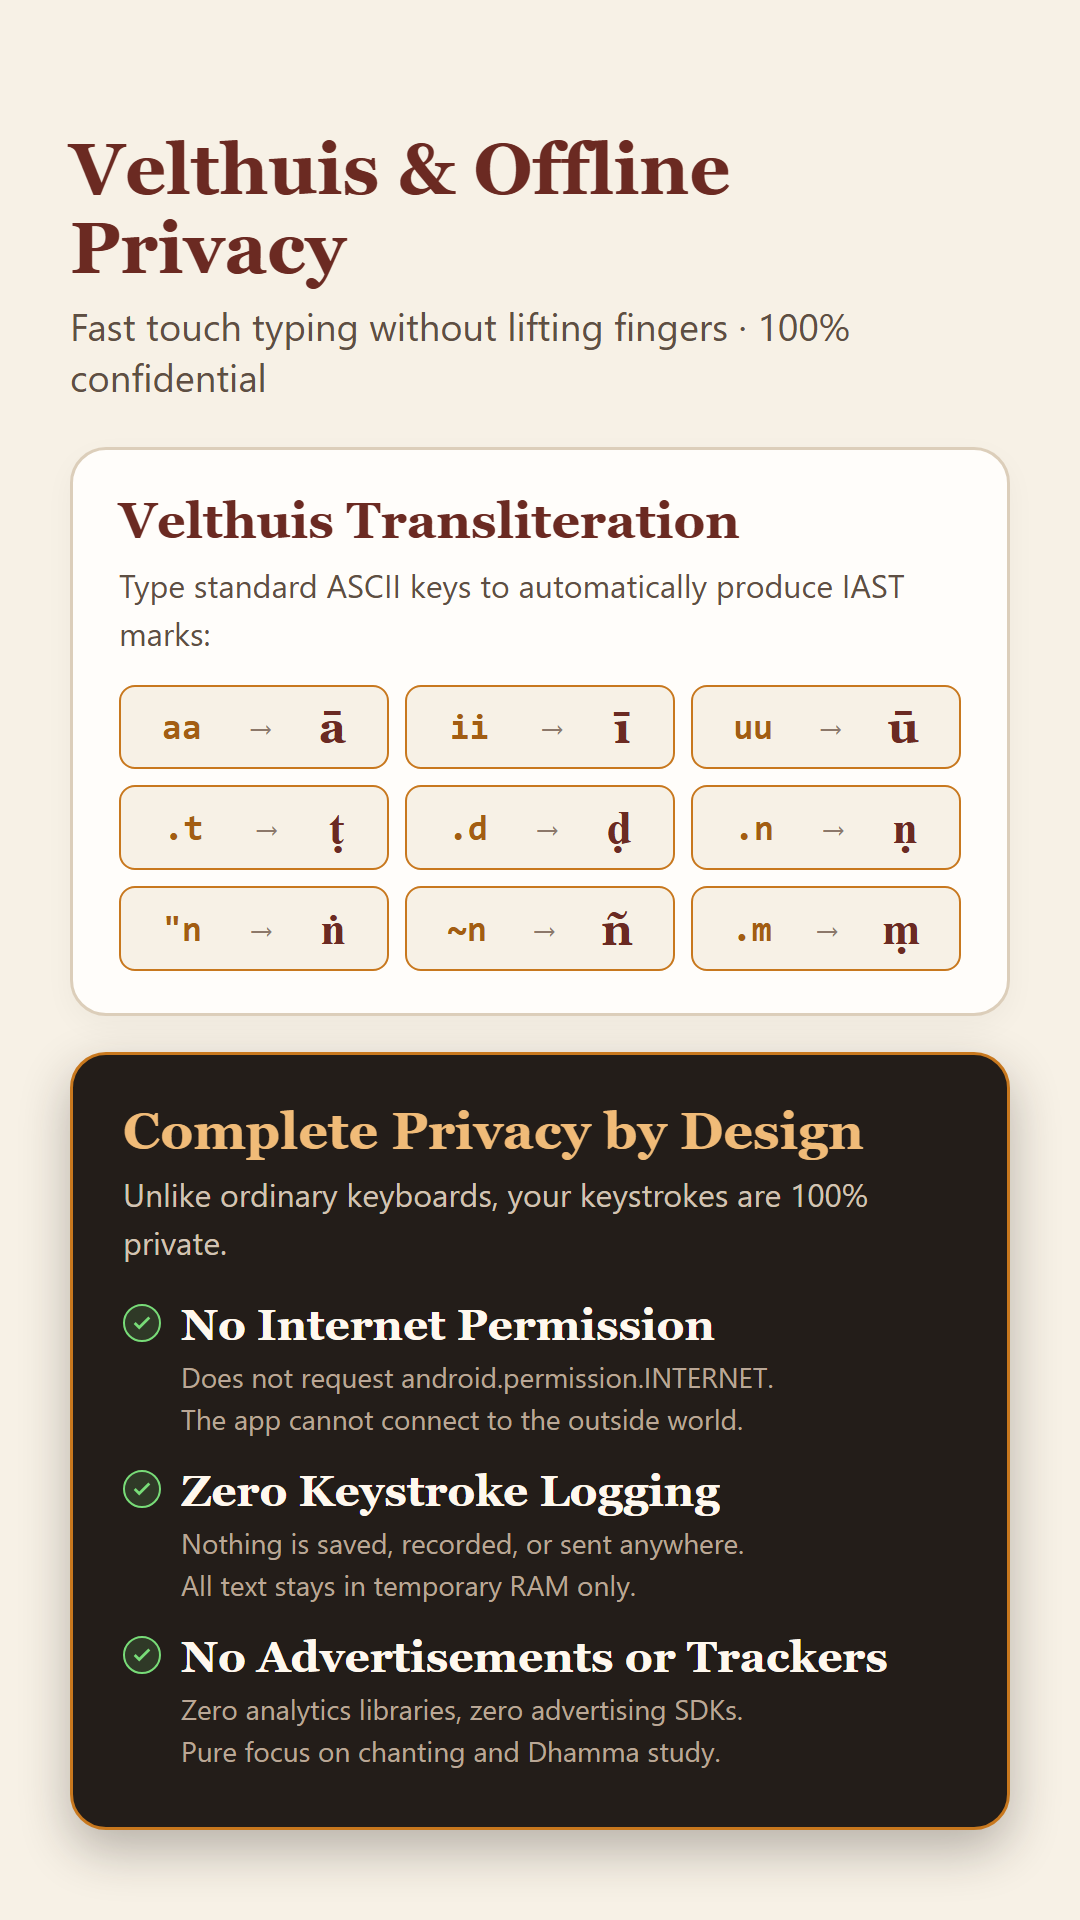 Velthuis & Offline
Privacy
Fast touch typing without lifting fingers · 100%
confidential
Velthuis Transliteration
Type standard ASCII keys to automatically produce IAST
marks:
aa → ā
ii → ī
uu → ū
.t → ṭ
.d → ḍ
.n → ṇ
"n → ṅ
~n → ñ
.m → ṃ
Complete Privacy by Design
Unlike ordinary keyboards, your keystrokes are 100%
private.
No Internet Permission
Does not request android.permission.INTERNET.
The app cannot connect to the outside world.
Zero Keystroke Logging
Nothing is saved, recorded, or sent anywhere.
All text stays in temporary RAM only.
No Advertisements or Trackers
Zero analytics libraries, zero advertising SDKs.
Pure focus on chanting and Dhamma study.